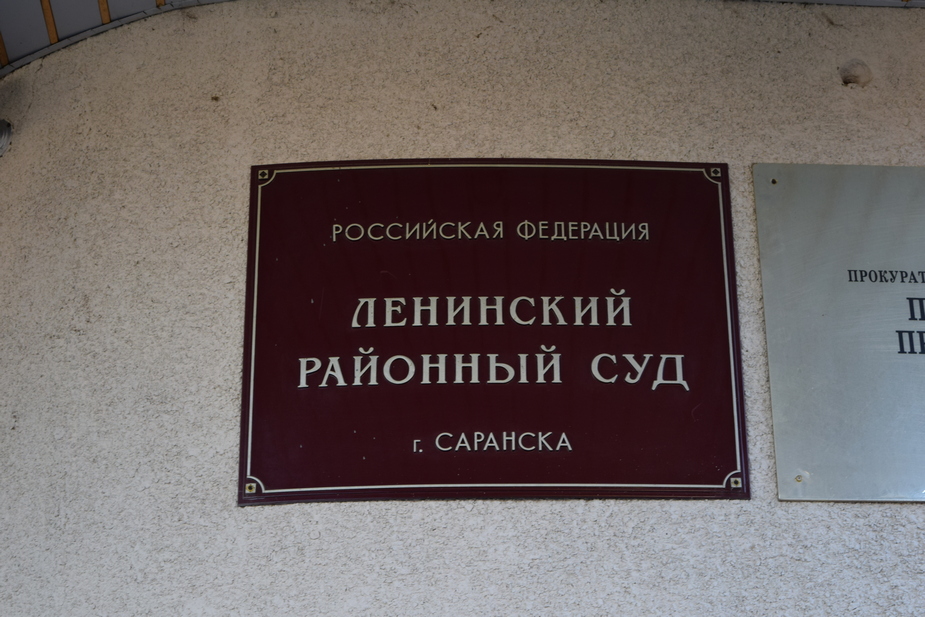 РОССИЙСКАЯ ФЕДЕРАЦИЯ
ЛЕНИНСКИЙ
РАЙОННЫЙ СУД
г. САРАНСКА